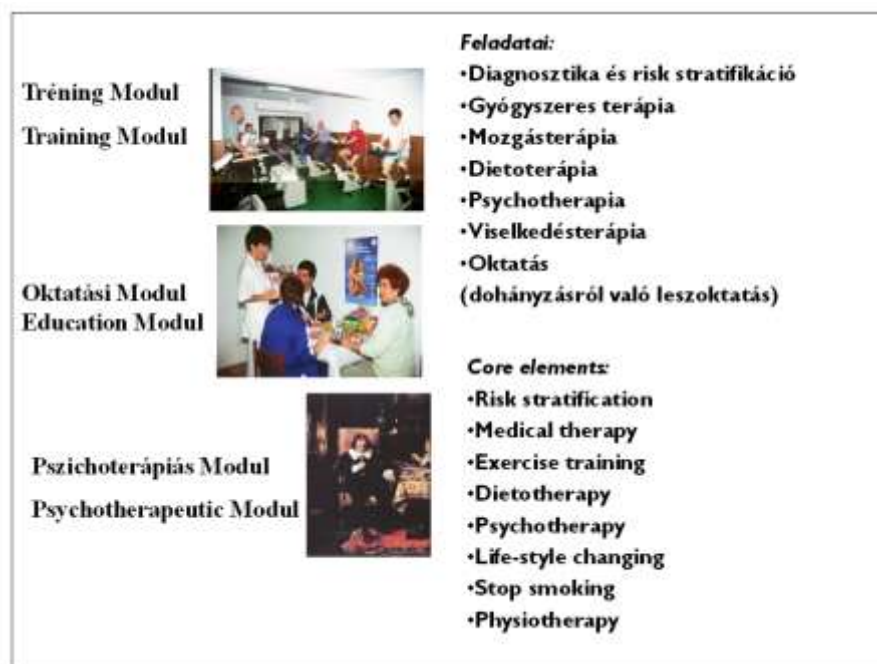 Tréning Modul
Training Modul
Oktatási Modul
Education Modul
Pszichoterápiás Modul
Psychotherapeutic Modul
Feladatai:
•Diagnosztika és risk stratifikáció
•Gyógyszeres terápia
•Mozgásterápia
•Dietoterápia
•Psychotherapia
•Viselkedésterápia
•Oktatás
(dohányzásról való leszoktatás)
Core elements:
•Risk stratification
•Medical therapy
•Exercise training
•Dietotherapy
•Psychotherapy
•Life-style changing
•Stop smoking
•Physiotherapy